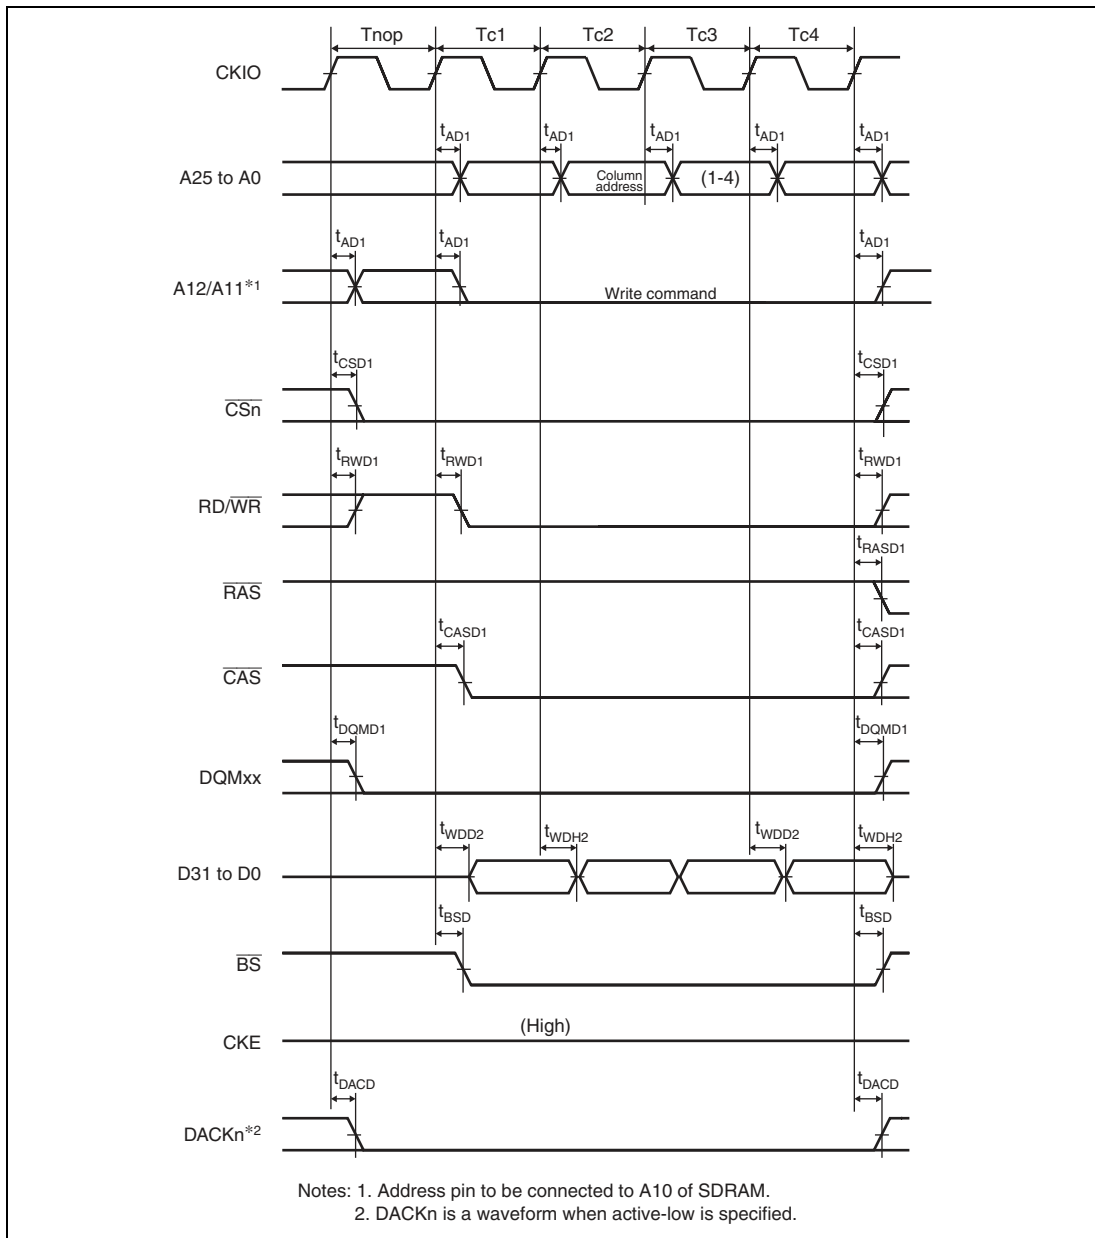 Tnop Tc1 Tc2 Tc3 Tc4
CKIO
tAD1 tAD1 tAD1 tAD1 tAD1
A25 to A0
Column
address
(1-4)
tAD1 tAD1 tAD1
A12/A11*1
Write command
tCSD1 tCSD1
CSn
tRWD1 tRWD1 tRWD1
RD/WR
tRASD1
RAS
tCASD1 tCASD1
CAS
tDQMD1 tDQMD1
DQMxx
tWDD2 tWDH2 tWDD2 tWDH2
D31 to D0
tBSD tBSD
BS
(High)
CKE
tDACD tDACD
DACKn*2
Notes: 1. Address pin to be connected to A10 of SDRAM.
2. DACKn is a waveform when active-low is specified.